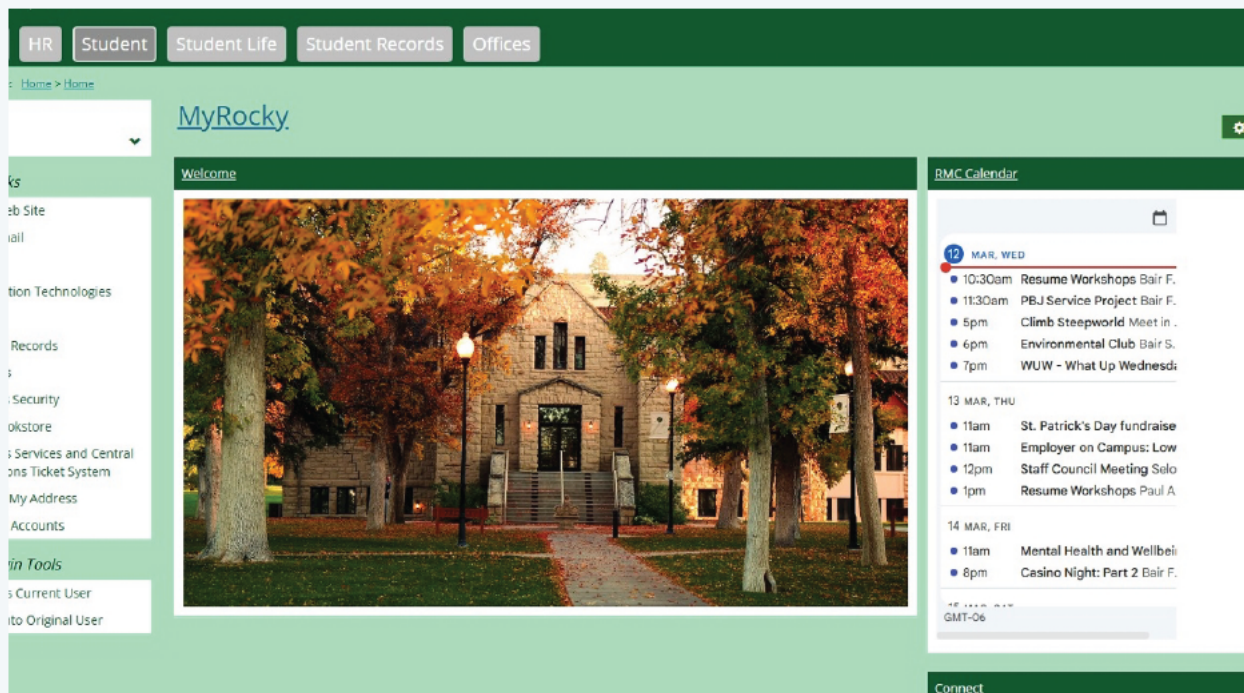 HR Student Student Life Student Records Offices
: Home > Home
MyRocky
Welcome
RMC Calendar
ks
eb Site
ail
tion Technologies
Records
s
s Security
okstore
s Services and Central
ons Ticket System
My Address
Accounts
in Tools
s Current User
to Original User
12 MAR, WED
10:30am Resume Workshops Bair F.
11:30am PBJ Service Project Bair F.
5pm Climb Steepworld Meet in .
6pm Environmental Club Bair S.
7pm WUW - What Up Wednesda
13 MAR, THU
11am St. Patrick's Day fundraise
11am Employer on Campus: Low
12pm Staff Council Meeting Selo
1pm Resume Workshops Paul A
14 MAR, FRI
11am Mental Health and Wellbei
8pm Casino Night: Part 2 Bair F.
GMT-06
Connect